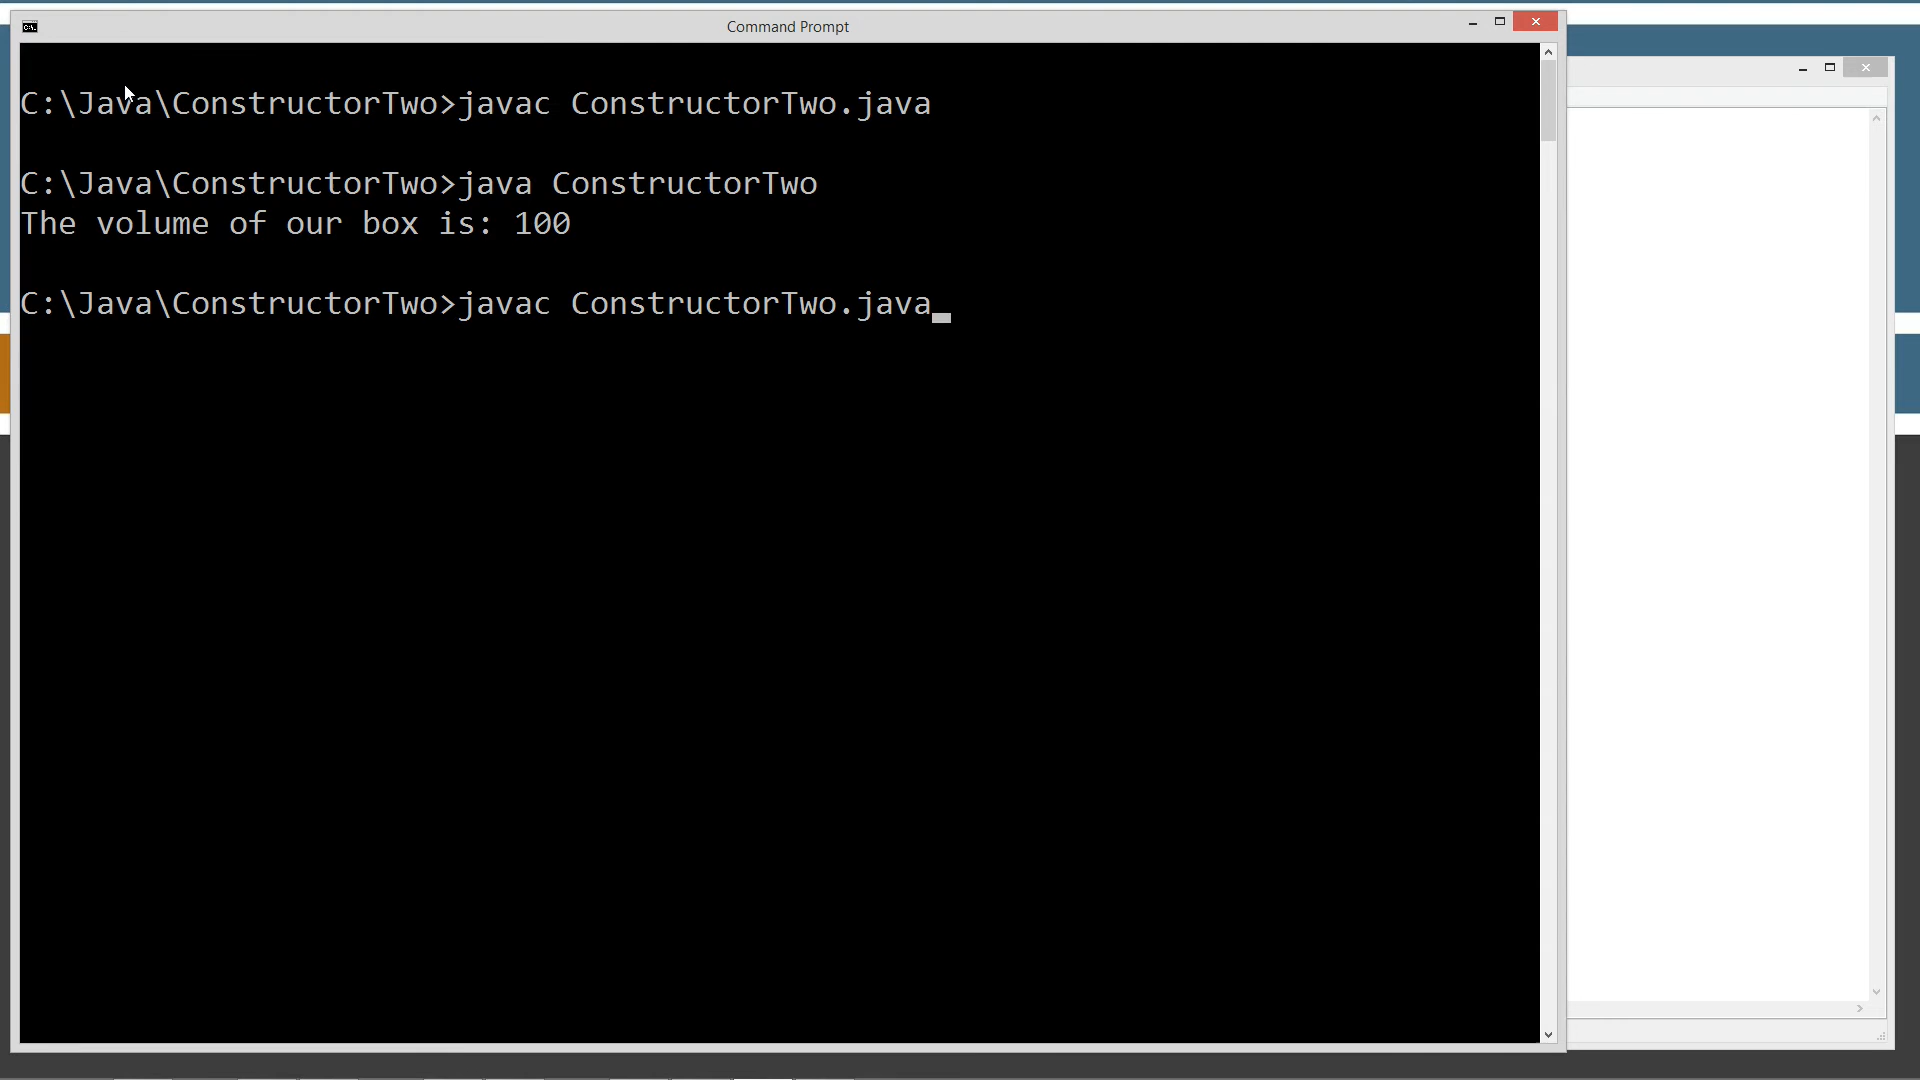 Command Prompt
C:\Java\ConstructorTwo>javac ConstructorTwo.java
C:\Java\ConstructorTwo>java ConstructorTwo
The volume of our box is: 100
C:\Java\ConstructorTwo>javac ConstructorTwo.java